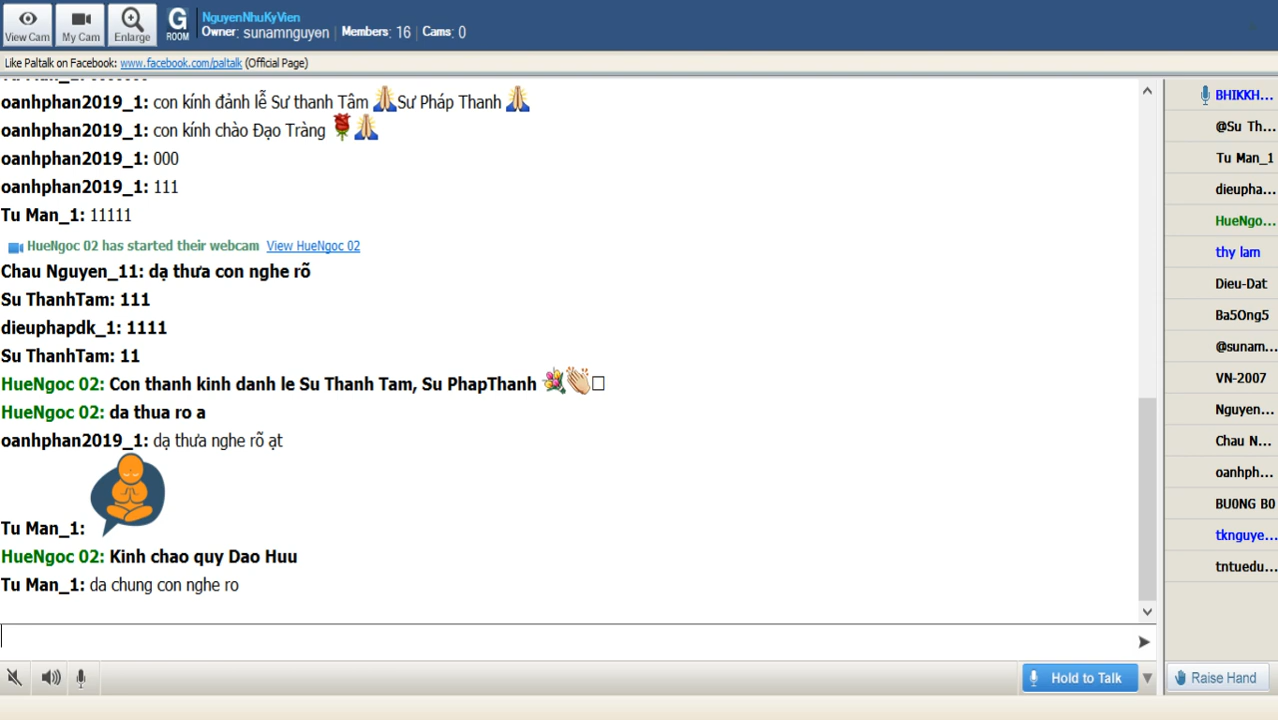 View Cam
My Cam
Enlarge
G
ROOM
NguyenNhuKyVien
Owner: sunamnguyen | Members: 16 | Cams: 0
Like Paltalk on Facebook: www.facebook.com/paltalk (Official Page)
oanhphan2019_1: con kính đảnh lễ Sư thanh Tâm 🙏Sư Pháp Thanh 🙏
oanhphan2019_1: con kính chào Đạo Tràng 🌹🙏
oanhphan2019_1: 000
oanhphan2019_1: 111
Tu Man_1: 11111
HueNgoc 02 has started their webcam View HueNgoc 02
Chau Nguyen_11: dạ thưa con nghe rõ
Su ThanhTam: 111
dieuphapdk_1: 1111
Su ThanhTam: 11
HueNgoc 02: Con thanh kinh danh le Su Thanh Tam, Su PhapThanh 💐👏□
HueNgoc 02: da thua ro a
oanhphan2019_1: dạ thưa nghe rõ ạt
Tu Man_1:
HueNgoc 02: Kinh chao quy Dao Huu
Tu Man_1: da chung con nghe ro
BHIKKH...
@Su Th...
Tu Man_1
dieupha...
HueNgo...
thy lam
Dieu-Dat
Ba5Ong5
@sunam...
VN-2007
Nguyen...
Chau N...
oanhph...
BU0NG B0
tknguye...
tntuedu...
Hold to Talk
Raise Hand